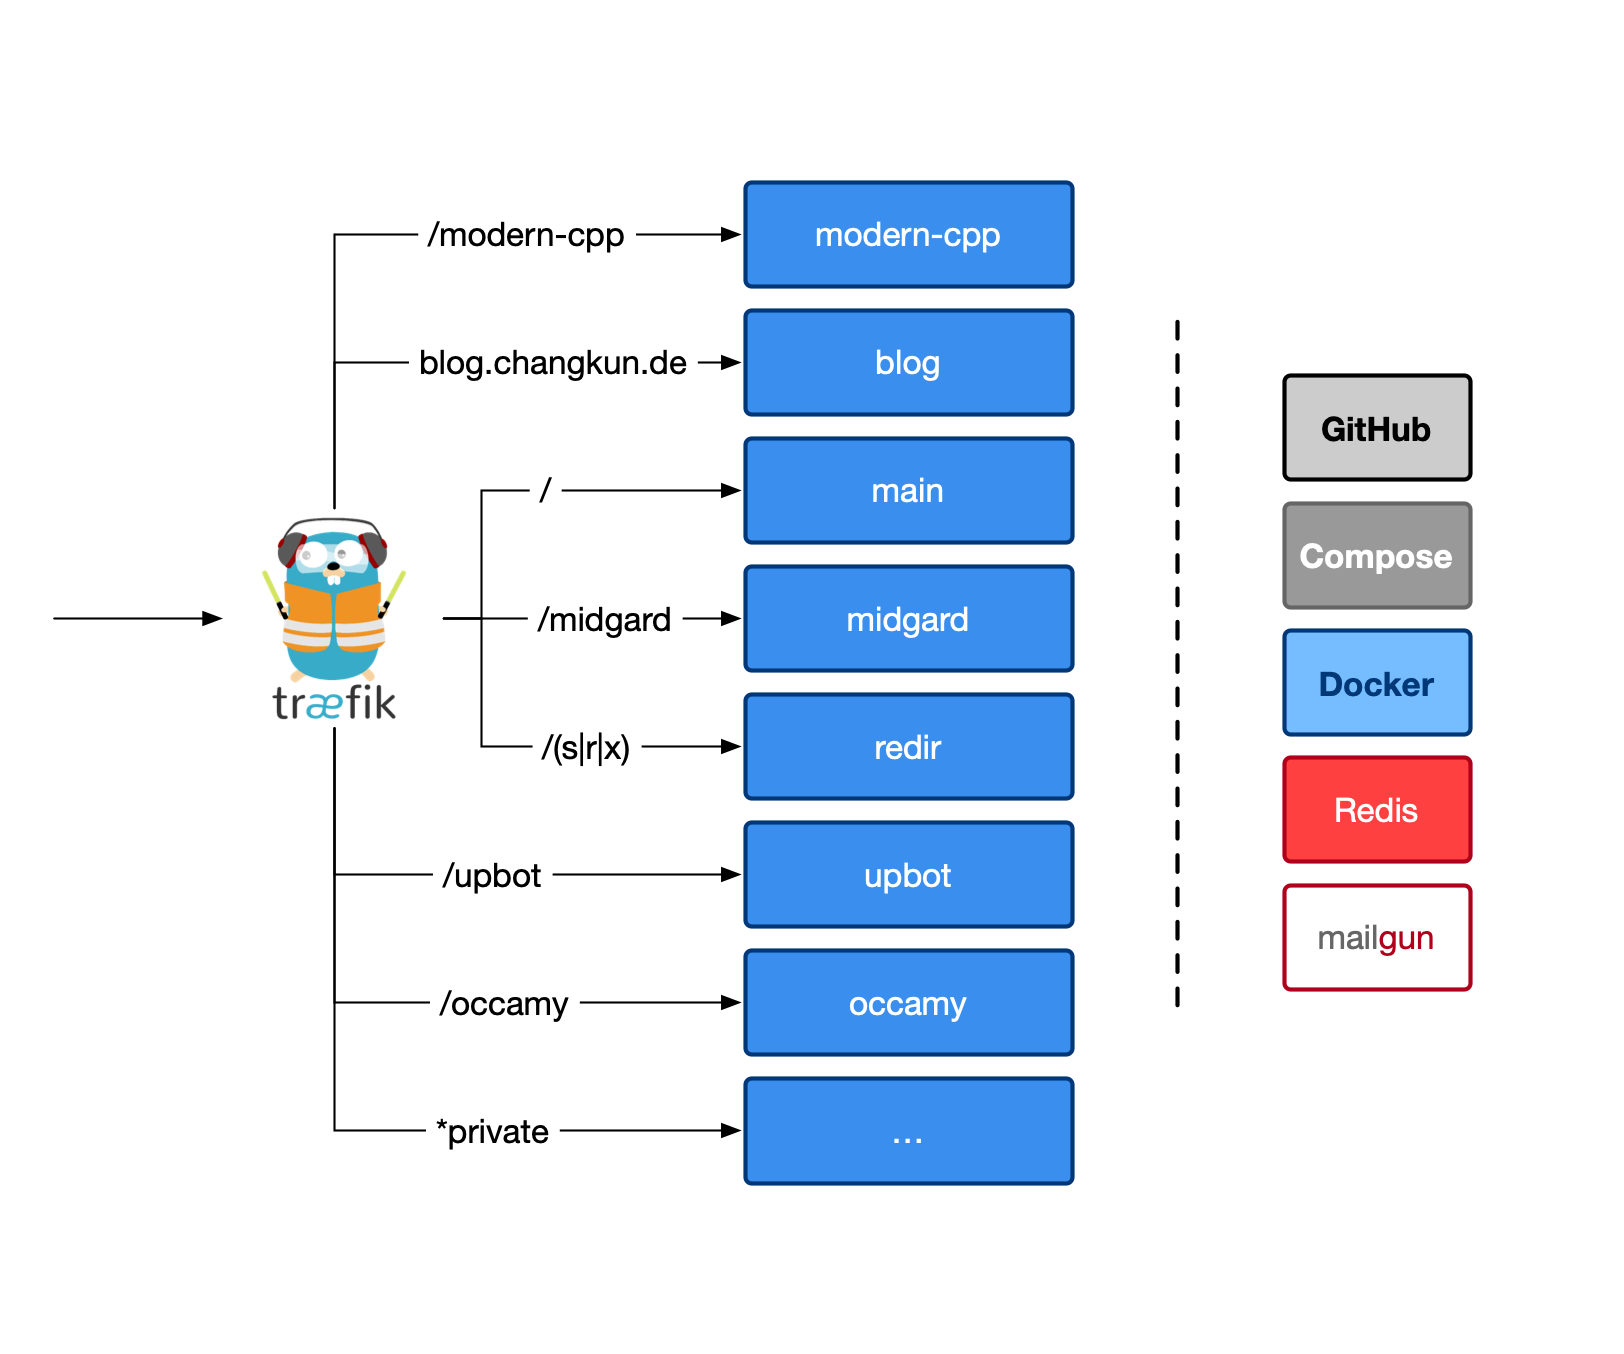 /modern-cpp
modern-cpp
blog.changkun.de
blog
/
main
/midgard
midgard
/(s|r|x)
redir
/upbot
upbot
/occamy
occamy
*private
...
træfik
GitHub
Compose
Docker
Redis
mailgun